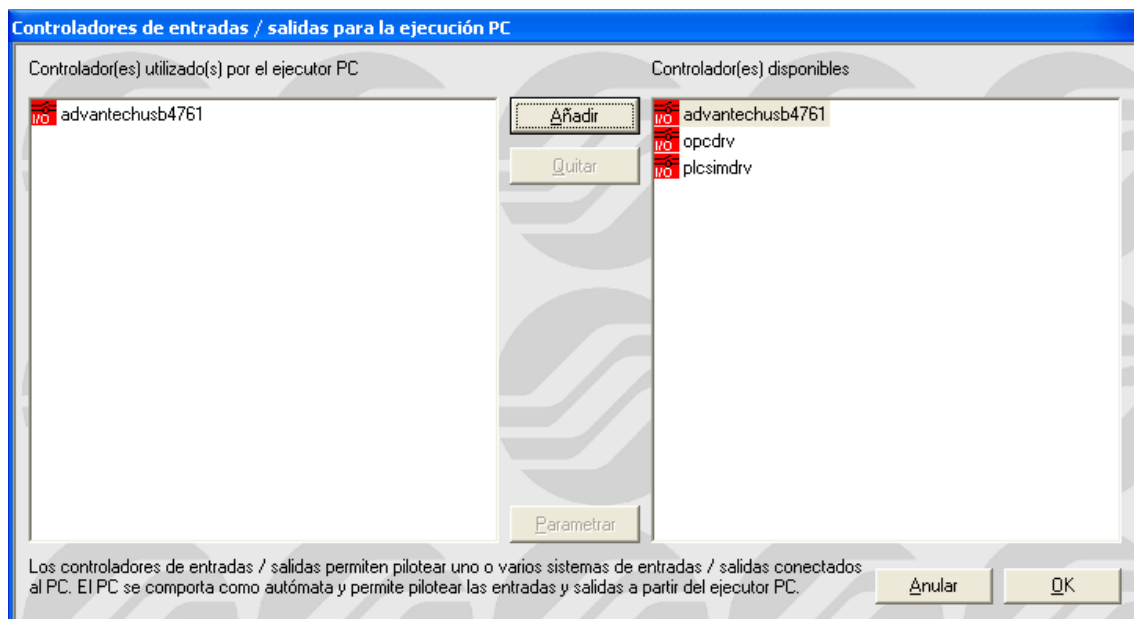 Controladores de entradas / salidas para la ejecución PC
Controlador(es) utilizado(s) por el ejecutor PC
Controlador(es) disponibles
I/O advantechusb4761
Añadir
I/O advantechusb4761
I/O opcdrv
Quitar
I/O plcsimdrv
Parametrar
Los controladores de entradas / salidas permiten pilotear uno o varios sistemas de entradas / salidas conectados
al PC. El PC se comporta como autómata y permite pilotear las entradas y salidas a partir del ejecutor PC.
Anular
OK